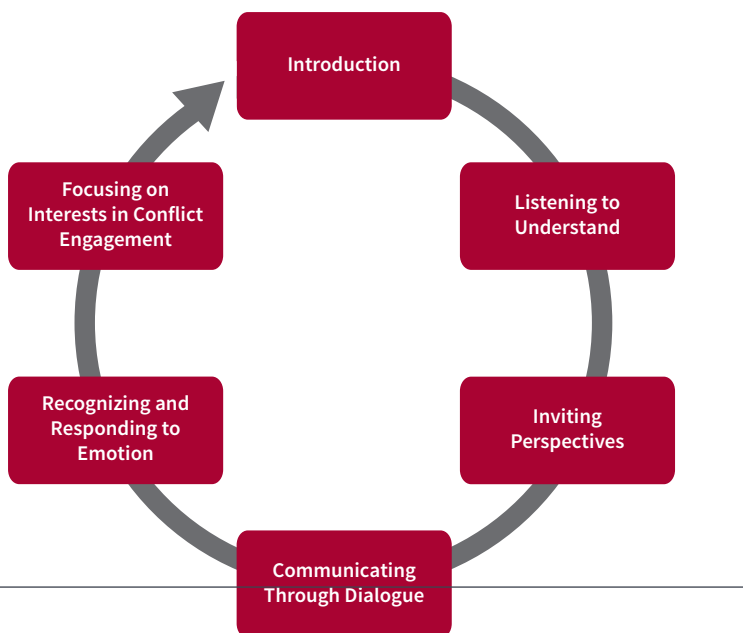 Introduction
Listening to
Understand
Inviting
Perspectives
Communicating
Through Dialogue
Recognizing and
Responding to
Emotion
Focusing on
Interests in Conflict
Engagement